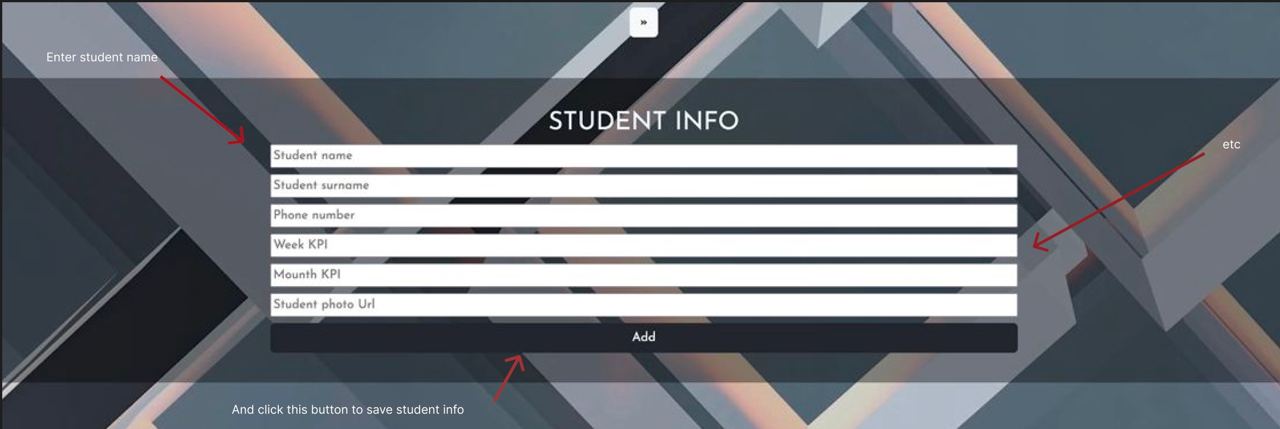 »
Enter student name
STUDENT INFO
etc
Student name
Student surname
Phone number
Week KPI
Mounth KPI
Student photo Url
Add
And click this button to save student info